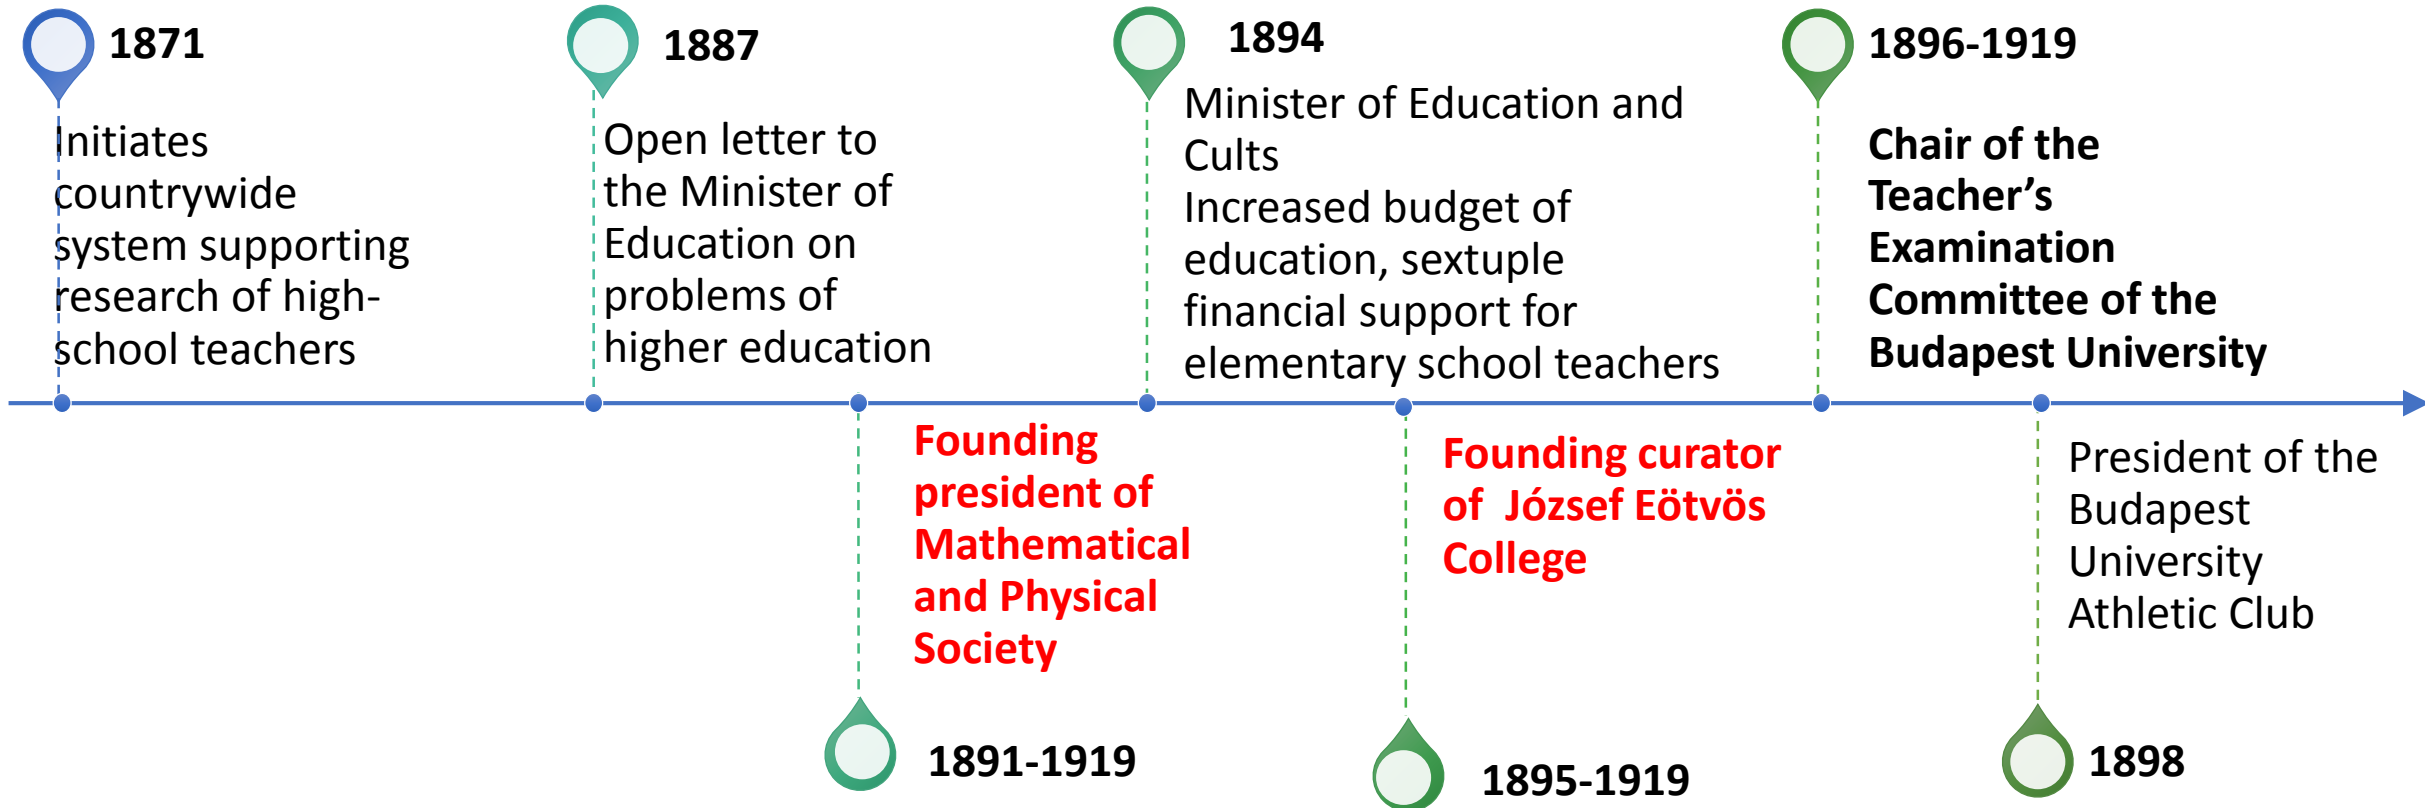 1871
Initiates
countrywide
system supporting
research of high-
school teachers
1887
Open letter to
the Minister of
Education on
problems of
higher education
1894
Minister of Education and
Cults
Increased budget of
education, sextuple
financial support for
elementary school teachers
1896-1919
Chair of the
Teacher’s
Examination
Committee of the
Budapest University
Founding
president of
Mathematical
and Physical
Society
1891-1919
Founding curator
of József Eötvös
College
1895-1919
President of the
Budapest
University
Athletic Club
1898